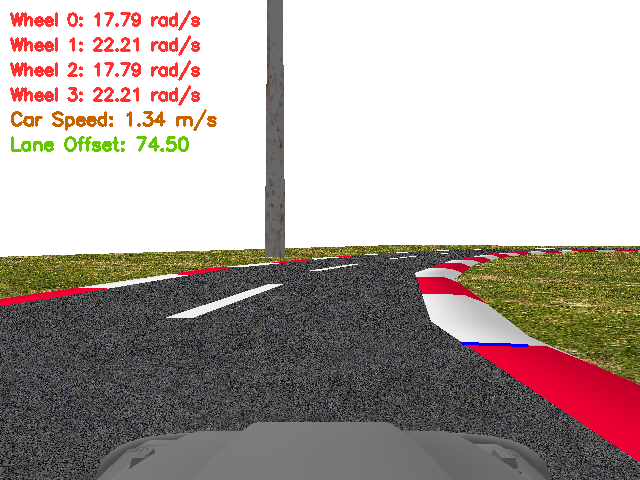 Wheel 0: 17.79 rad/s
Wheel 1: 22.21 rad/s
Wheel 2: 17.79 rad/s
Wheel 3: 22.21 rad/s
Car Speed: 1.34 m/s
Lane Offset: 74.50